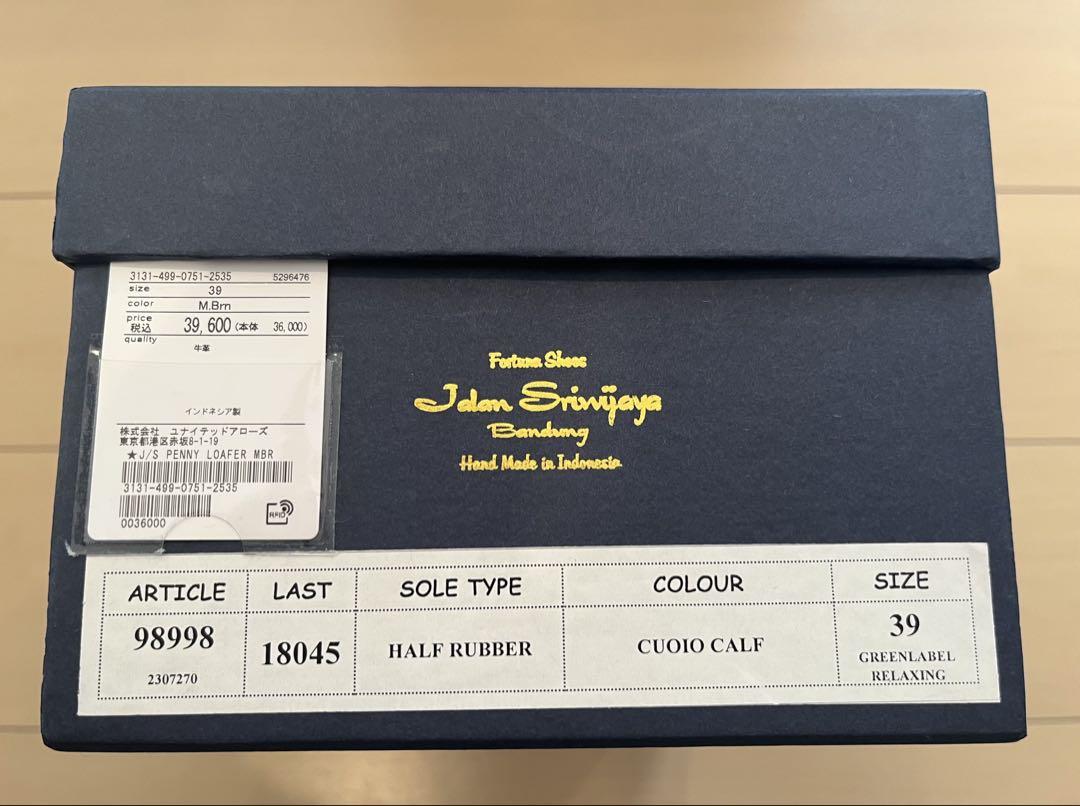 3131-499-0751-2535 5296476
size 39
color M.Brn
price 税込 39,600 (本体 36,000)
quality
牛革
インドネシア製
株式会社 ユナイテッドアローズ
東京都港区赤坂8-1-19
★J/S PENNY LOAFER MBR
3131-499-0751-2535
0036000
RFID
Fortuna Shoes
Jalan Sriwijaya
Bandung
Hand Made in Indonesia
ARTICLE LAST SOLE TYPE COLOUR SIZE
98998 18045 HALF RUBBER CUOIO CALF 39
2307270 GREENLABEL
RELAXING